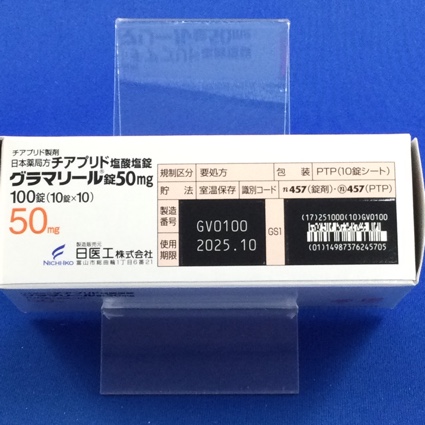 チアプリド製剤
日本薬局方 チアプリド塩酸塩錠
グラマリール®錠50mg
100錠(10錠×10)
50mg
NICHI-IKO
製造販売元
日医工株式会社
富山市総曲輪1丁目6番21
規制区分 要処方 包装 PTP(10錠シート)
貯法 室温保存 識別コード n457(錠剤)・n457(PTP)
製造番号 GV0100
使用期限 2025.10
GS1
(17)251000(10)GV0100
(01)14987376245705